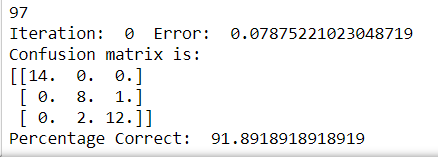 97
Iteration:  0  Error:  0.07875221023048719
Confusion matrix is:
[[14.  0.  0.]
 [ 0.  8.  1.]
 [ 0.  2. 12.]]
Percentage Correct:  91.8918918918919